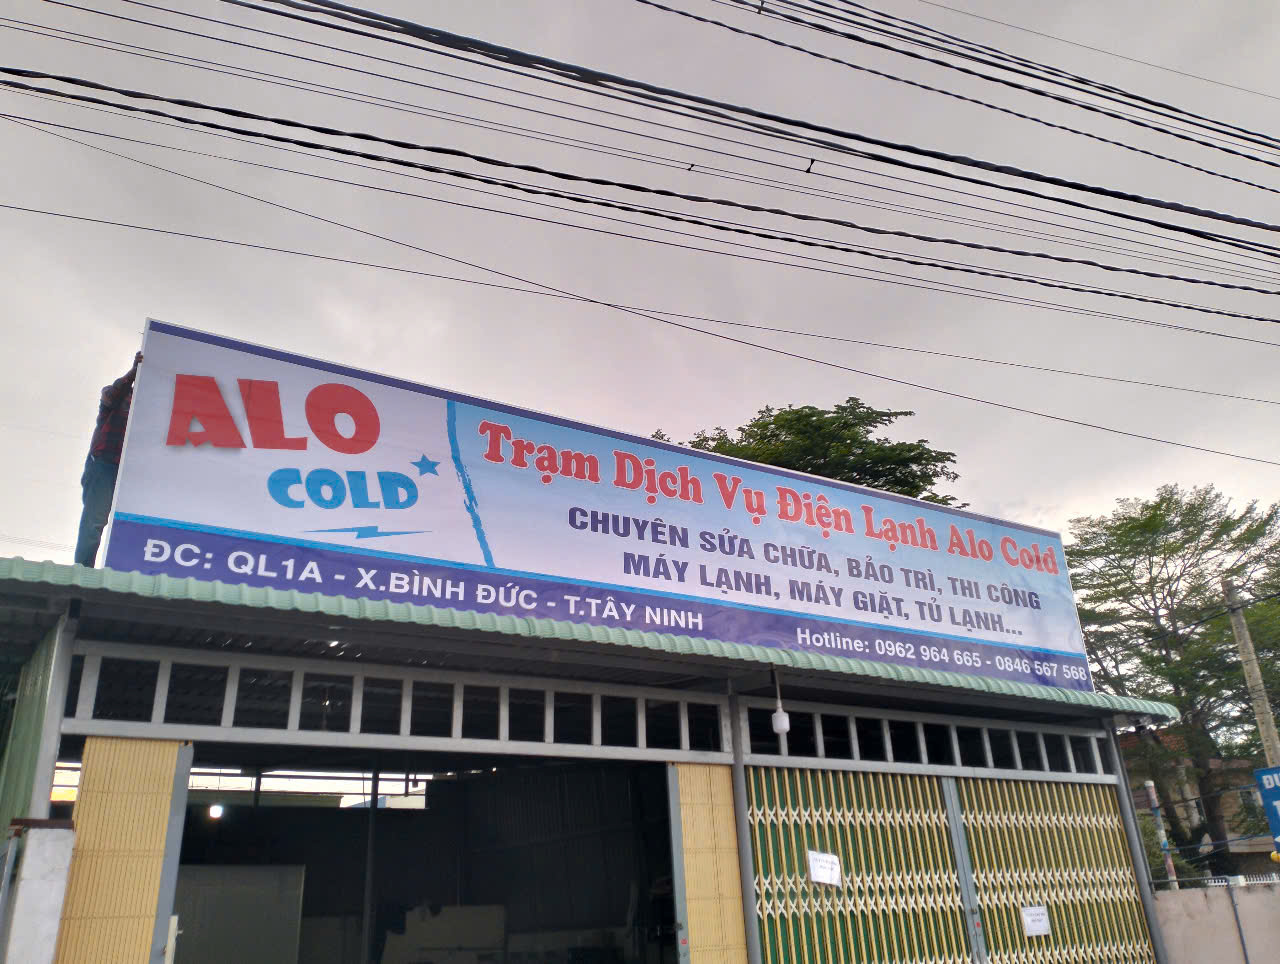 ALO
COLD
Trạm Dịch Vụ Điện Lạnh Alo Cold
CHUYÊN SỬA CHỮA, BẢO TRÌ, THI CÔNG
MÁY LẠNH, MÁY GIẶT, TỦ LẠNH...
ĐC: QL1A - X.BÌNH ĐỨC - T.TÂY NINH
Hotline: 0962 964 665 - 0846 567 568